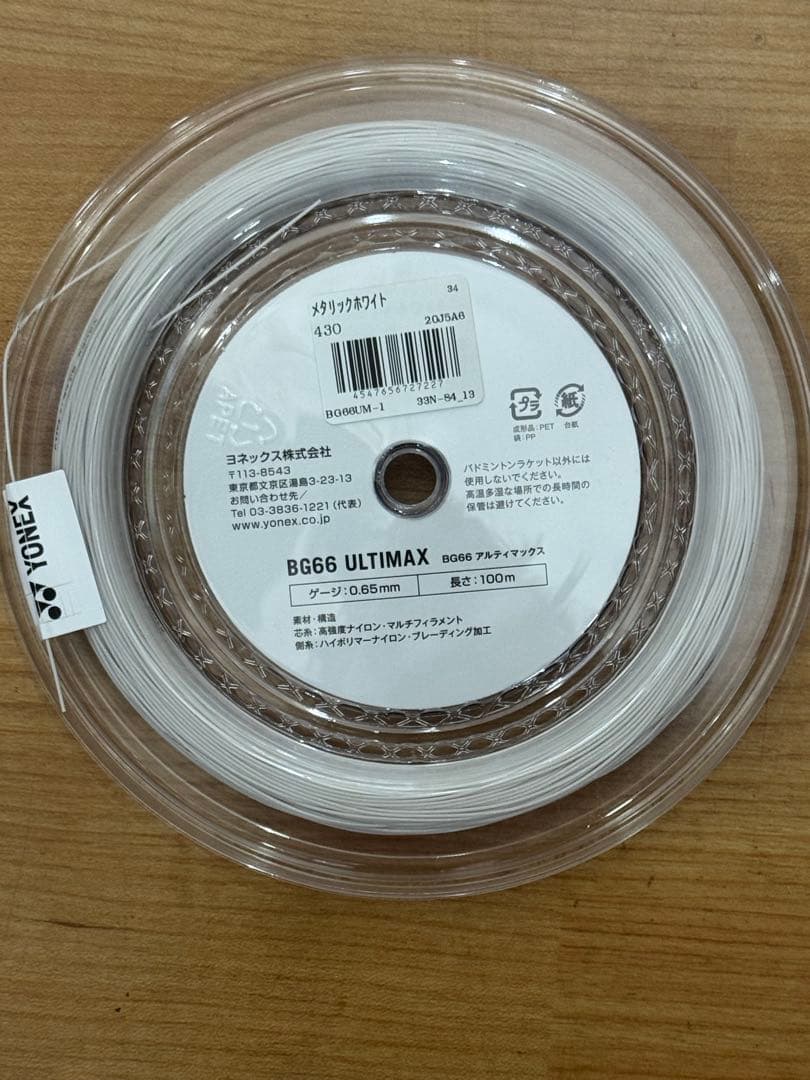 メタリックホワイト 34
430 20J5A6
4547656727227
BG66UM-1 33N-84_13
APET
プラ 紙
成形品:PET 台紙
袋:PP
ヨネックス株式会社
〒113-8543
東京都文京区湯島3-23-13
お問い合わせ先/
Tel 03-3836-1221(代表)
www.yonex.co.jp
バドミントンラケット以外には
使用しないでください。
高温多湿な場所での長時間の
保管は避けてください。
BG66 ULTIMAX BG66 アルティマックス
ゲージ:0.65mm 長さ:100m
素材・構造
芯糸:高強度ナイロン・マルチフィラメント
側糸:ハイポリマーナイロン・ブレーディング加工
YONEX